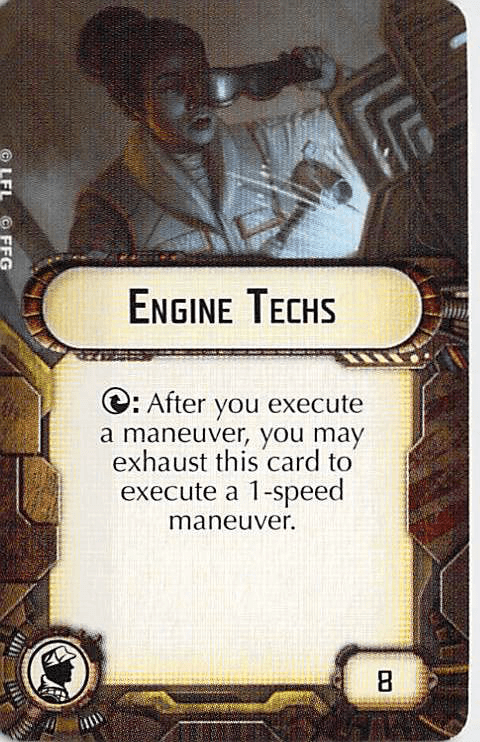 © LFL © FFG
Engine Techs
: After you execute
a maneuver, you may
exhaust this card to
execute a 1-speed
maneuver.
8